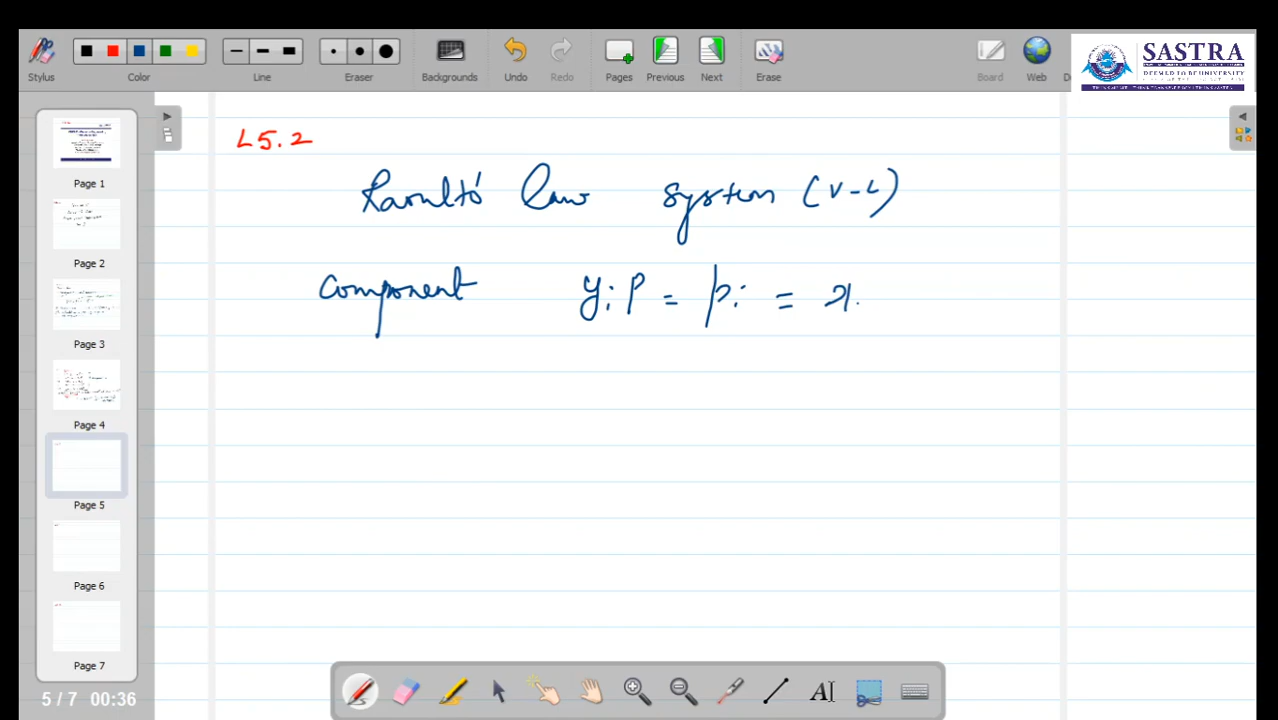 Stylus Color Line Eraser Backgrounds Undo Redo Pages Previous Next Erase Board Web
SASTRA
DEEMED TO BE UNIVERSITY
L5.2
Raoult's law system (V-L)
component yi P = pi = x
Page 1
Page 2
Page 3
Page 4
Page 5
Page 6
Page 7
5 / 7 00:36
AI